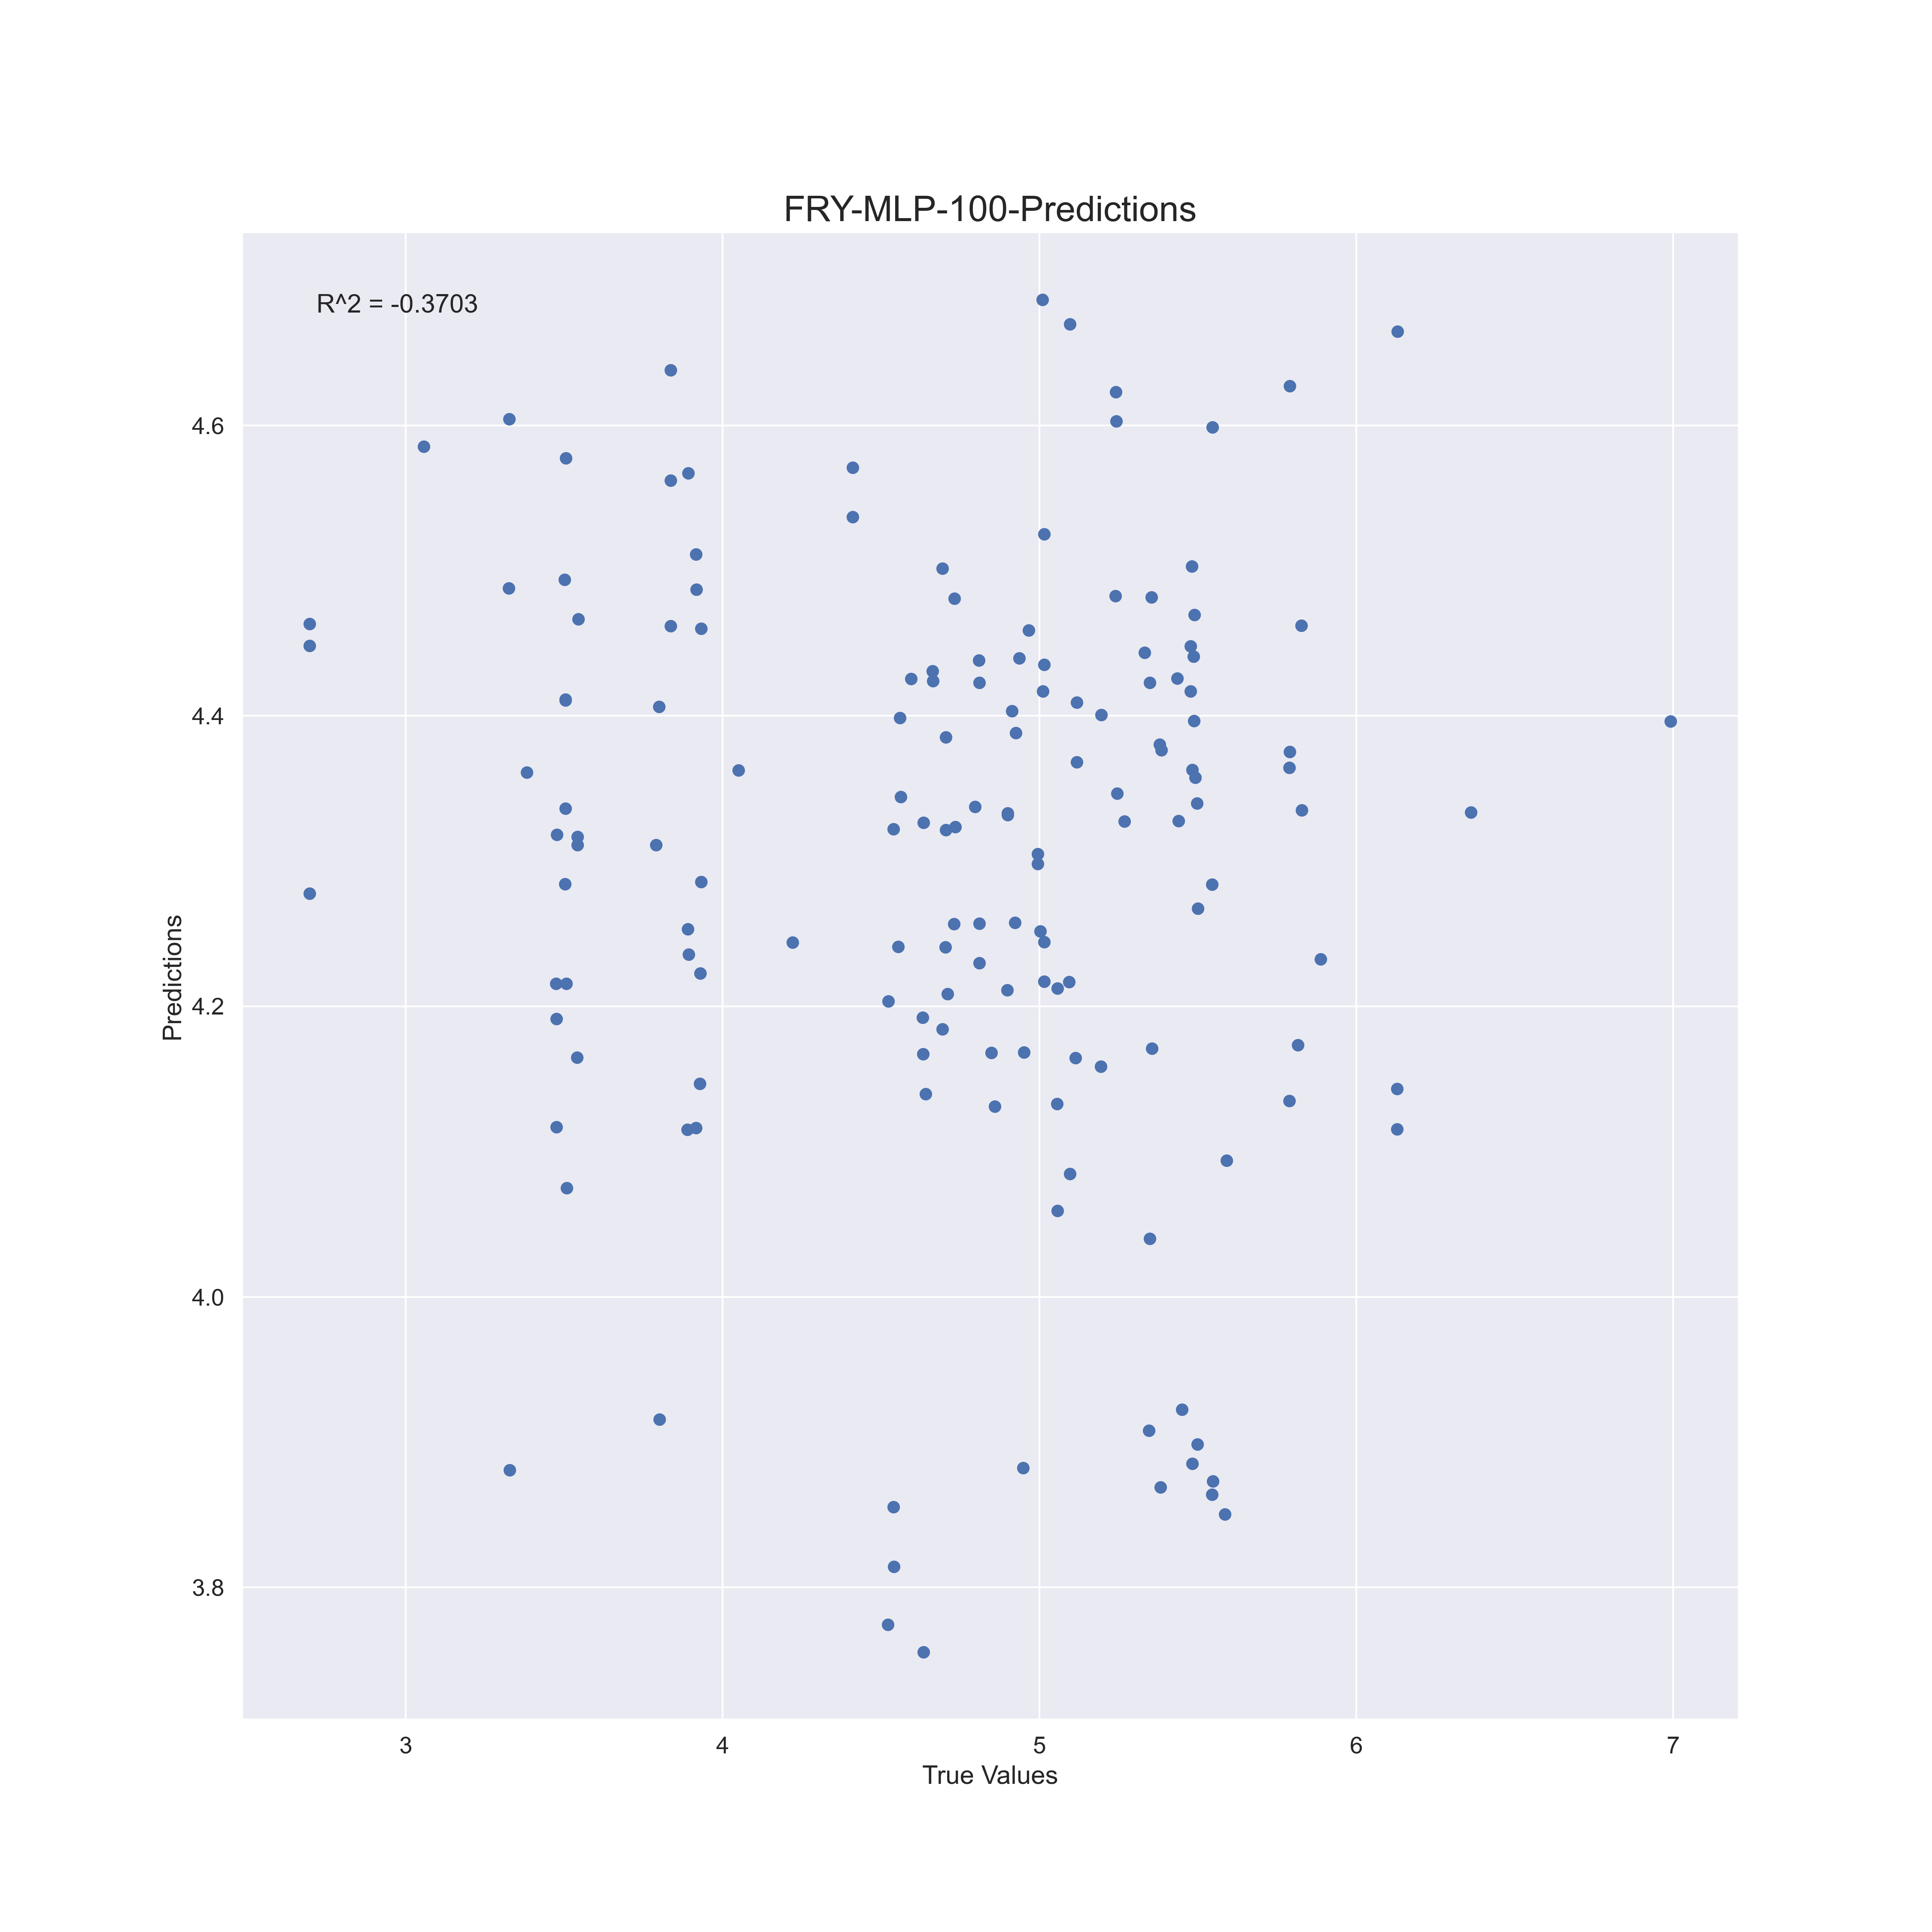 FRY-MLP-100-Predictions
R^2 = -0.3703
4.6
4.4
4.2
4.0
3.8
Predictions
3 4 5 6 7
True Values